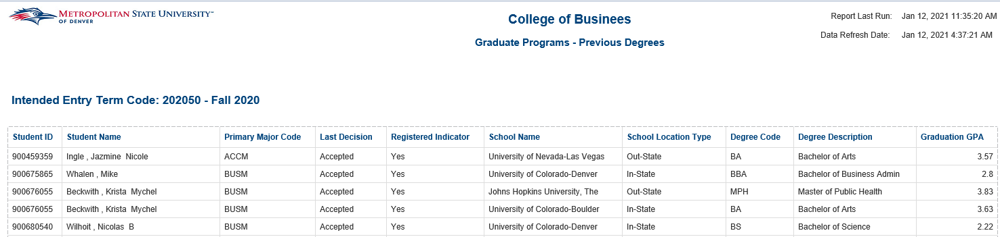 METROPOLITAN STATE UNIVERSITY™
OF DENVER
College of Businees
Graduate Programs - Previous Degrees
Report Last Run: Jan 12, 2021 11:35:20 AM
Data Refresh Date: Jan 12, 2021 4:37:21 AM
Intended Entry Term Code: 202050 - Fall 2020
Student ID Student Name Primary Major Code Last Decision Registered Indicator School Name School Location Type Degree Code Degree Description Graduation GPA
900459359 Ingle , Jazmine Nicole ACCM Accepted Yes University of Nevada-Las Vegas Out-State BA Bachelor of Arts 3.57
900675865 Whalen , Mike BUSM Accepted Yes University of Colorado-Denver In-State BBA Bachelor of Business Admin 2.8
900676055 Beckwith , Krista Mychel BUSM Accepted Yes Johns Hopkins University, The Out-State MPH Master of Public Health 3.83
900676055 Beckwith , Krista Mychel BUSM Accepted Yes University of Colorado-Boulder In-State BA Bachelor of Arts 3.63
900680540 Wilhoit , Nicolas B BUSM Accepted Yes University of Colorado-Denver In-State BS Bachelor of Science 2.22